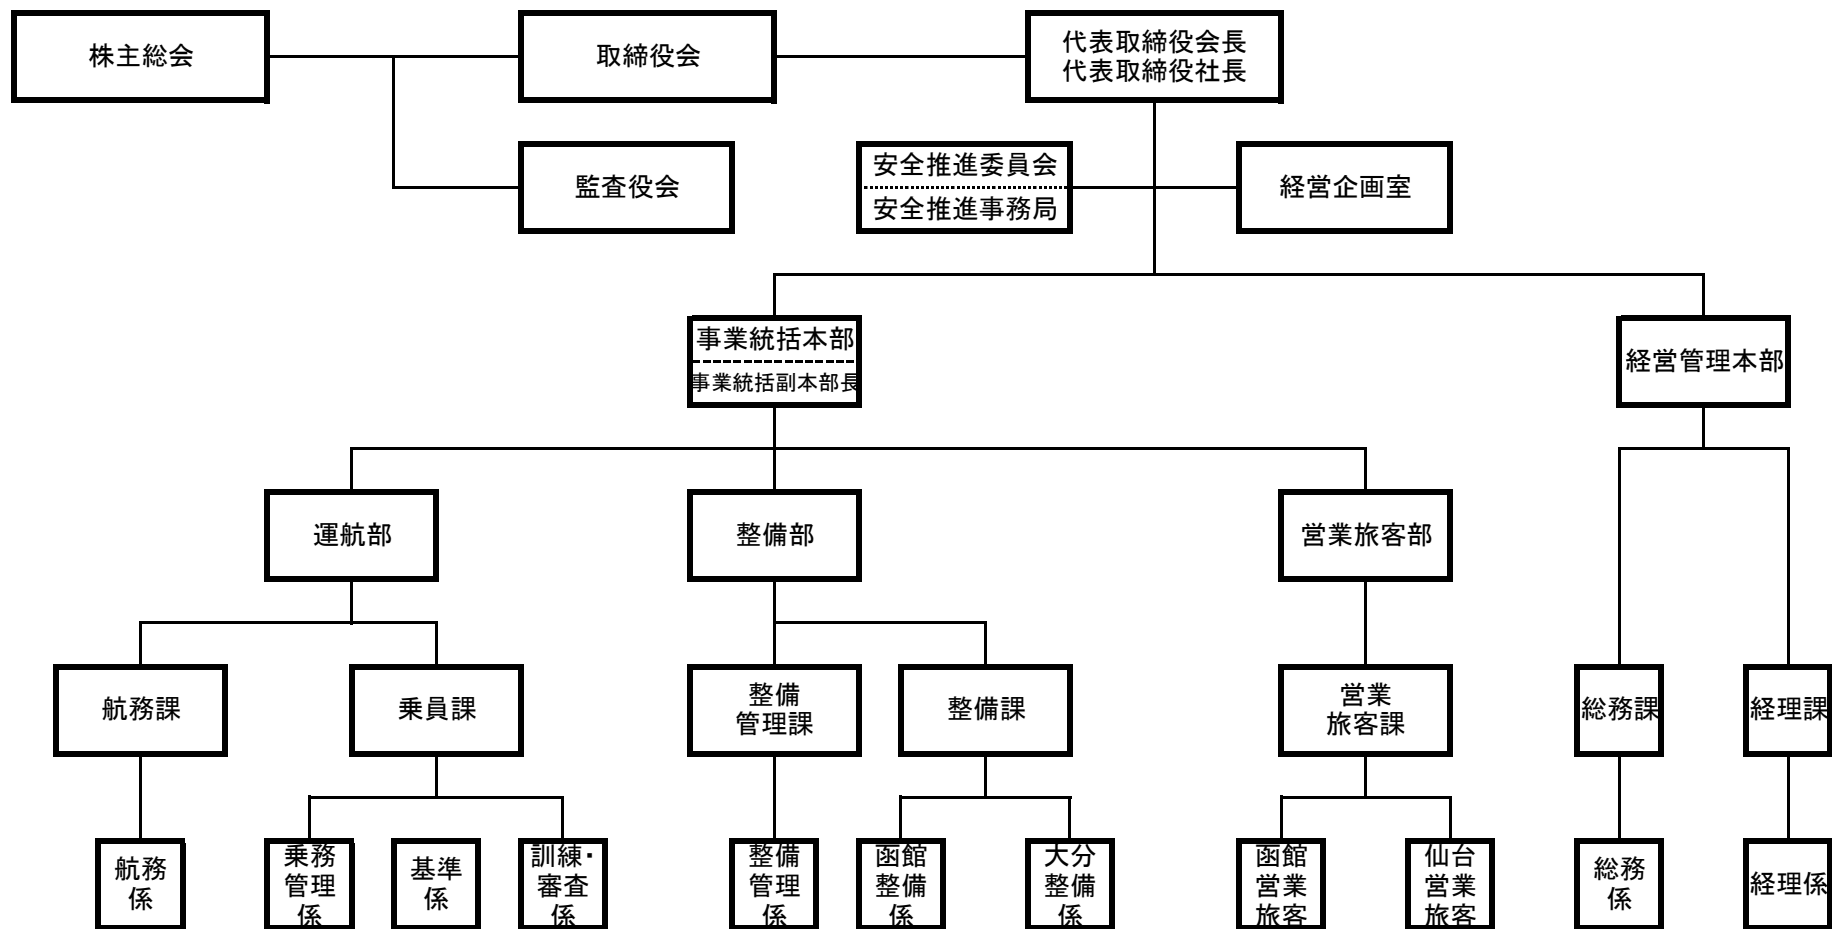 株主総会
取締役会
代表取締役会長
代表取締役社長
監査役会
安全推進委員会
安全推進事務局
経営企画室
事業統括本部
事業統括副本部長
経営管理本部
運航部
整備部
営業旅客部
航務課
乗員課
整備
管理課
整備課
営業
旅客課
総務課
経理課
航務
係
乗務
管理
係
基準
係
訓練・
審査
係
整備
管理
係
函館
整備
係
大分
整備
係
函館
営業
旅客
仙台
営業
旅客
総務
係
経理係